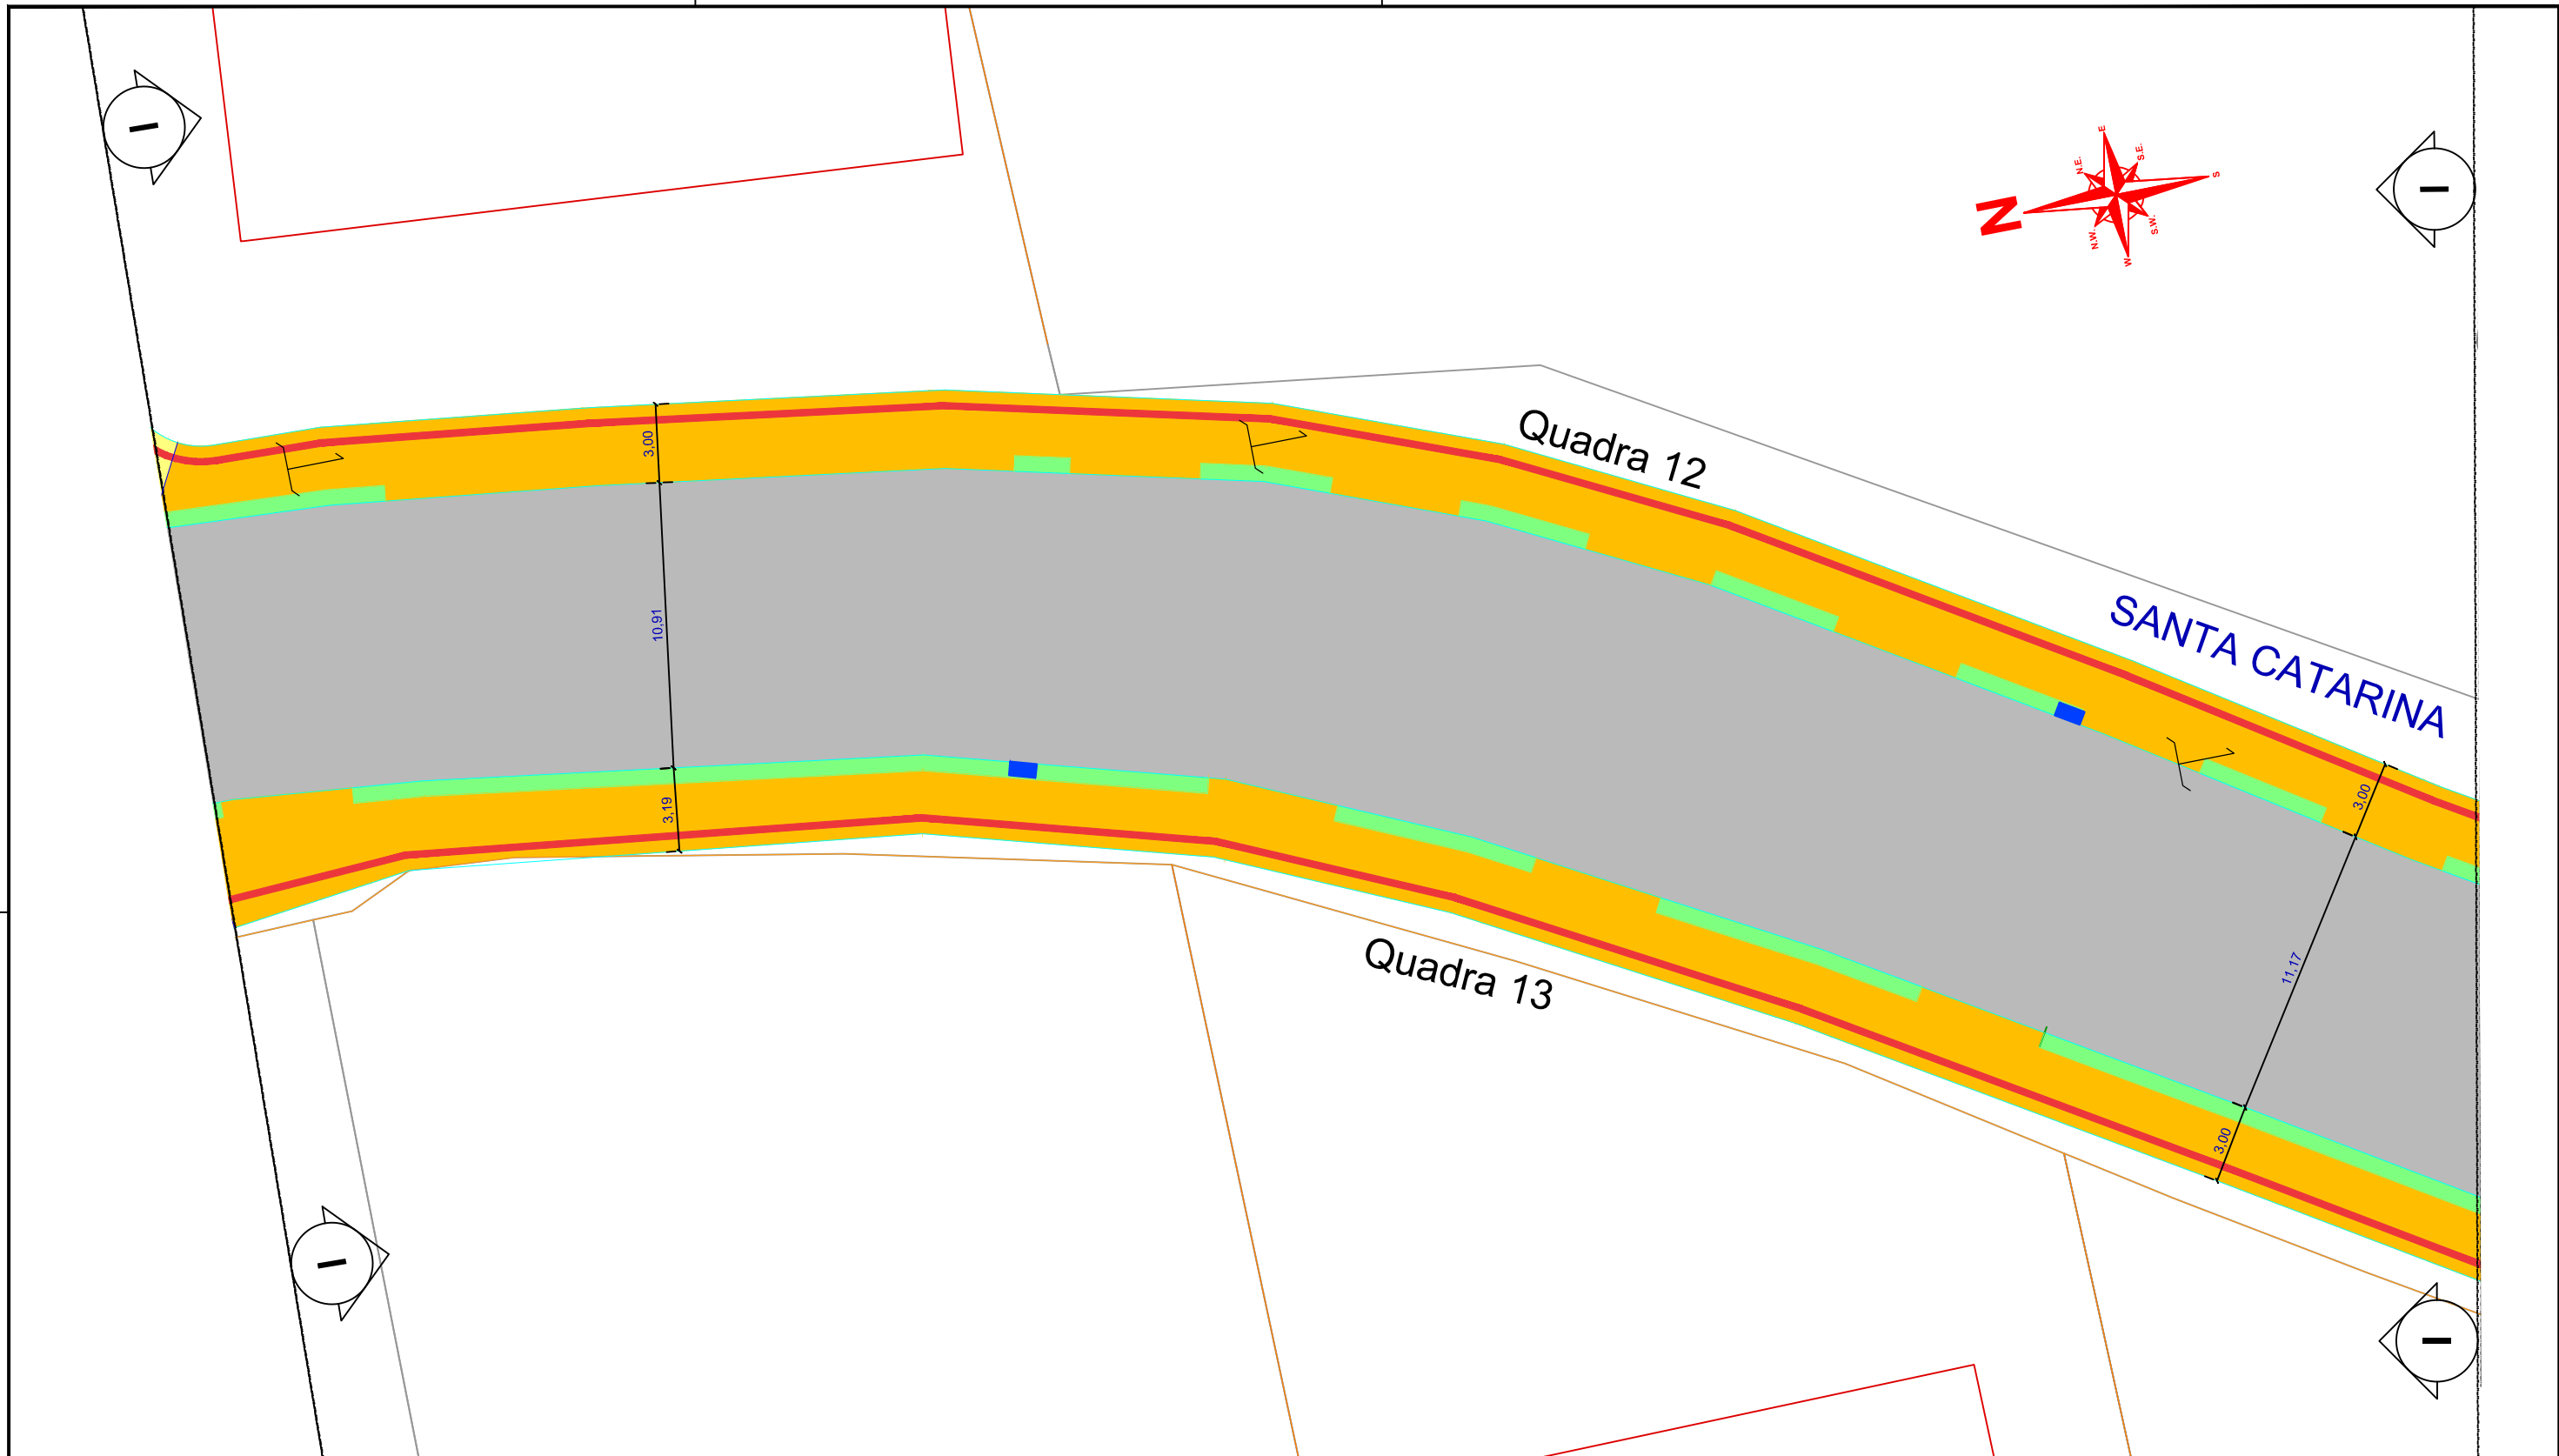 E
N.E.
S.E.
S
N
N.W.
S.W.
W
I
I
Quadra 12
3,00
SANTA CATARINA
10,91
3,00
3,19
11,17
Quadra 13
3,00
I
I